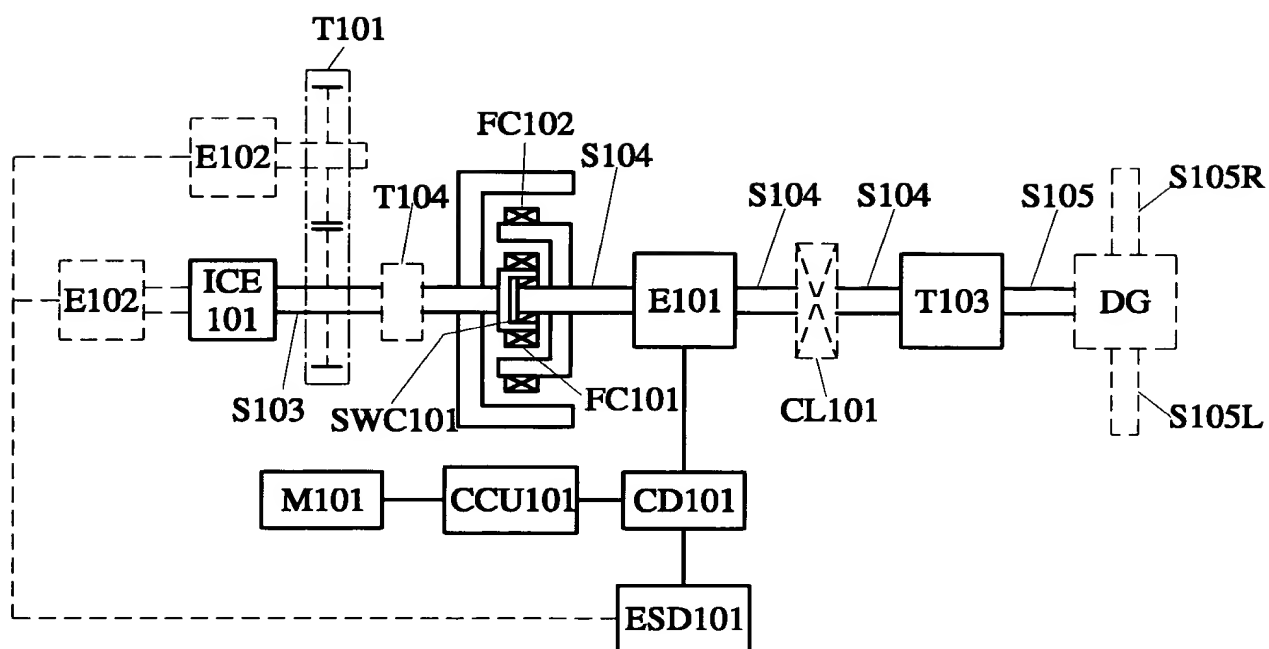 T101
FC102
S104
E102
T104
S104
S104
S105
S105R
E102
ICE
101
E101
T103
DG
S103
SWC101
FC101
CL101
S105L
M101
CCU101
CD101
ESD101